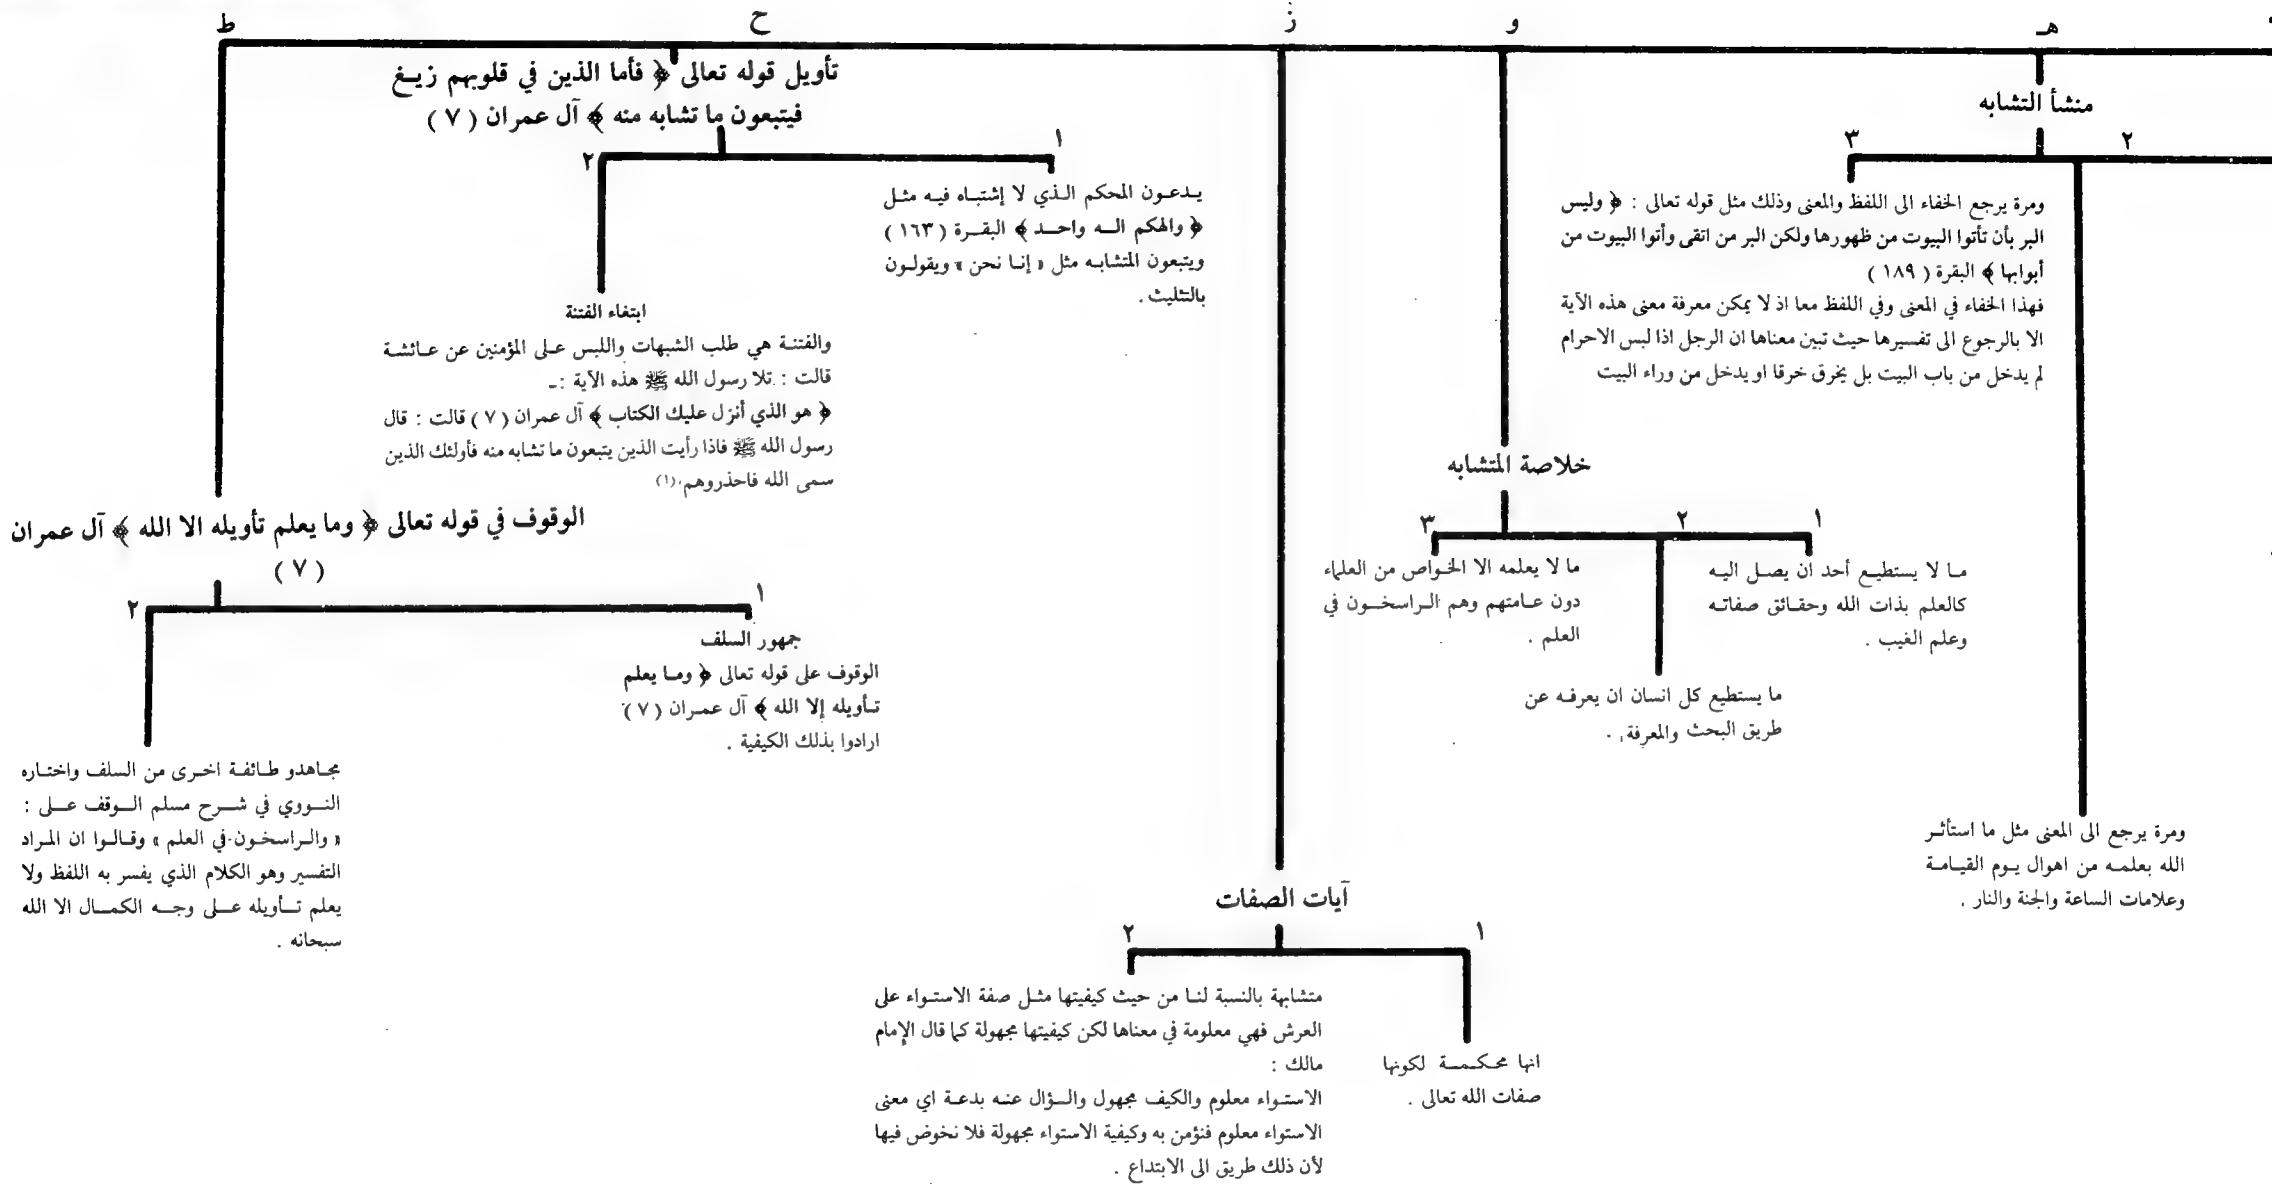 هـ
و
ز
ح
ط
منشأ التشابه
٢
٣
ومرة يرجع الخفاء الى اللفظ والمعنى وذلك مثل قوله تعالى : ﴿ وليس
البر بأن تأتوا البيوت من ظهورها ولكن البر من اتقى وأتوا البيوت من
أبوابها ﴾ البقرة ( ١٨٩ )
فهذا الخفاء في المعنى وفي اللفظ معا اذ لا يمكن معرفة معنى هذه الآية
الا بالرجوع الى تفسيرها حيث تبين معناها ان الرجل اذا لبس الاحرام
لم يدخل من باب البيت بل يخرق خرقا او يدخل من وراء البيت
ومرة يرجع الى المعنى مثل ما استأثر
الله بعلمه من اهوال يوم القيامة
وعلامات الساعة والجنة والنار .
خلاصة المتشابه
١
٢
٣
ما لا يستطيع أحد ان يصل اليه
كالعلم بذات الله وحقائق صفاته
وعلم الغيب .
ما يستطيع كل انسان ان يعرفه عن
طريق البحث والمعرفة .
ما لا يعلمه الا الخواص من العلماء
دون عامتهم وهم الراسخون في
العلم .
آيات الصفات
١
٢
انها محكمة لكونها
صفات الله تعالى .
متشابهة بالنسبة لنا من حيث كيفيتها مثل صفة الاستواء على
العرش فهي معلومة في معناها لكن كيفيتها مجهولة كما قال الإمام
مالك :
الاستواء معلوم والكيف مجهول والسؤال عنه بدعة اي معنى
الاستواء معلوم فنؤمن به وكيفية الاستواء مجهولة فلا نخوض فيها
لأن ذلك طريق الى الابتداع .
تأويل قوله تعالى ﴿ فأما الذين في قلوبهم زيغ
فيتبعون ما تشابه منه ﴾ آل عمران ( ٧ )
١
٢
يدعون المحكم الذي لا إشتباه فيه مثل
﴿ والهكم اله واحد ﴾ البقرة ( ١٦٣ )
ويتبعون المتشابه مثل « إنا نحن » ويقولون
بالتثليث .
ابتغاء الفتنة
والفتنة هي طلب الشبهات واللبس على المؤمنين عن عائشة
قالت : تلا رسول الله ﷺ هذه الآية :ـ
﴿ هو الذي أنزل عليك الكتاب ﴾ آل عمران ( ٧ ) قالت : قال
رسول الله ﷺ فاذا رأيت الذين يتبعون ما تشابه منه فأولئك الذين
سمى الله فاحذروهم .(١)
الوقوف في قوله تعالى ﴿ وما يعلم تأويله الا الله ﴾ آل عمران
( ٧ )
١
٢
جمهور السلف
الوقوف على قوله تعالى ﴿ وما يعلم
تأويله إلا الله ﴾ آل عمران ( ٧ )
ارادوا بذلك الكيفية .
مجاهدو طائفة اخرى من السلف واختاره
النووي في شرح مسلم الوقف على :
« والراسخون في العلم » وقالوا ان المراد
التفسير وهو الكلام الذي يفسر به اللفظ ولا
يعلم تأويله على وجه الكمال الا الله
سبحانه .